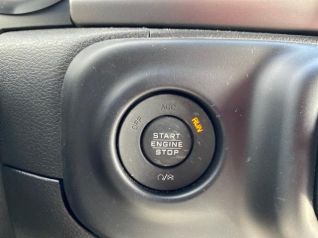 ACC
OFF
RUN
START
ENGINE
STOP